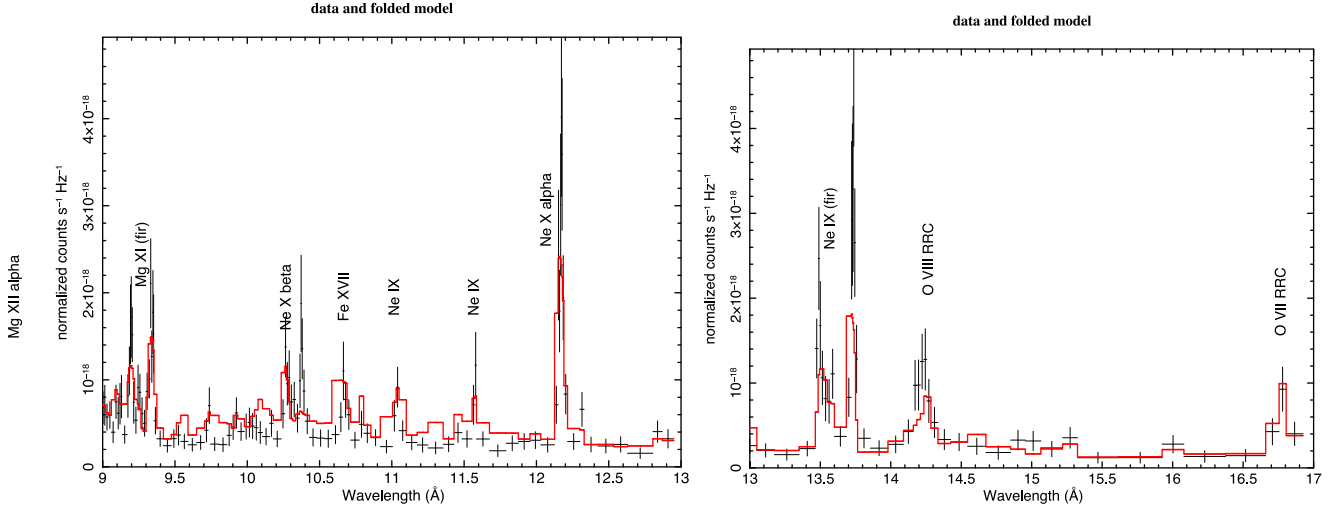 data and folded model
normalized counts s⁻¹ Hz⁻¹
Mg XII alpha
Mg XI (fir)
Ne X beta
Fe XVII
Ne IX
Ne IX
Ne X alpha
0
10⁻¹⁸
2×10⁻¹⁸
3×10⁻¹⁸
4×10⁻¹⁸
9 9.5 10 10.5 11 11.5 12 12.5 13
Wavelength (Å)
data and folded model
normalized counts s⁻¹ Hz⁻¹
Ne IX (fir)
O VIII RRC
O VII RRC
0
10⁻¹⁸
2×10⁻¹⁸
3×10⁻¹⁸
4×10⁻¹⁸
13 13.5 14 14.5 15 15.5 16 16.5 17
Wavelength (Å)